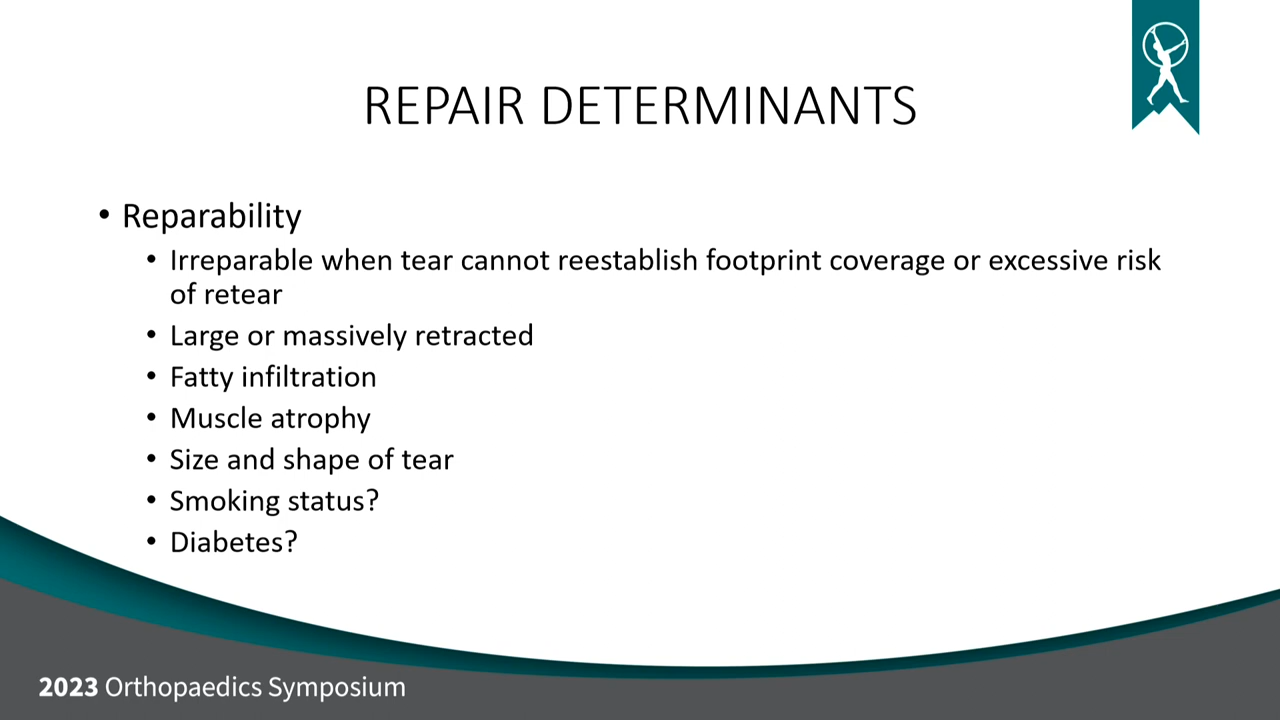 REPAIR DETERMINANTS
• Reparability
• Irreparable when tear cannot reestablish footprint coverage or excessive risk
of retear
• Large or massively retracted
• Fatty infiltration
• Muscle atrophy
• Size and shape of tear
• Smoking status?
• Diabetes?
2023 Orthopaedics Symposium